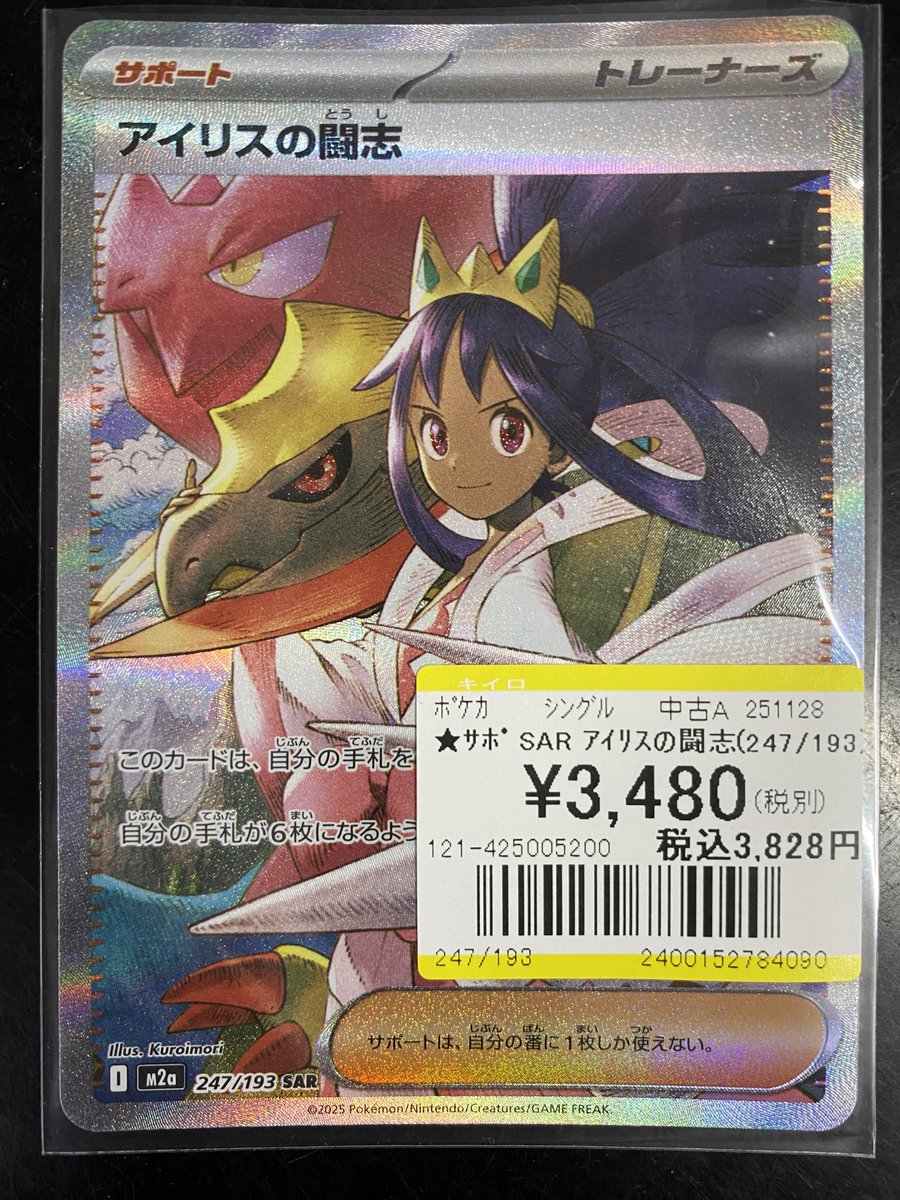 サポート
トレーナーズ
とう し
アイリスの闘志
じぶん てふだ
このカードは、自分の手札を
じぶん てふだ まい
自分の手札が6枚になるよう
キイロ
ポケカ シングル 中古A 251128
★サポ SAR アイリスの闘志(247/193)
¥3,480(税別)
121-425005200 税込3,828円
247/193 2400152784090
じぶん ばん まい つか
サポートは、自分の番に1枚しか使えない。
Illus. Kuroimori
I m2a 247/193 SAR
©2025 Pokémon/Nintendo/Creatures/GAME FREAK.